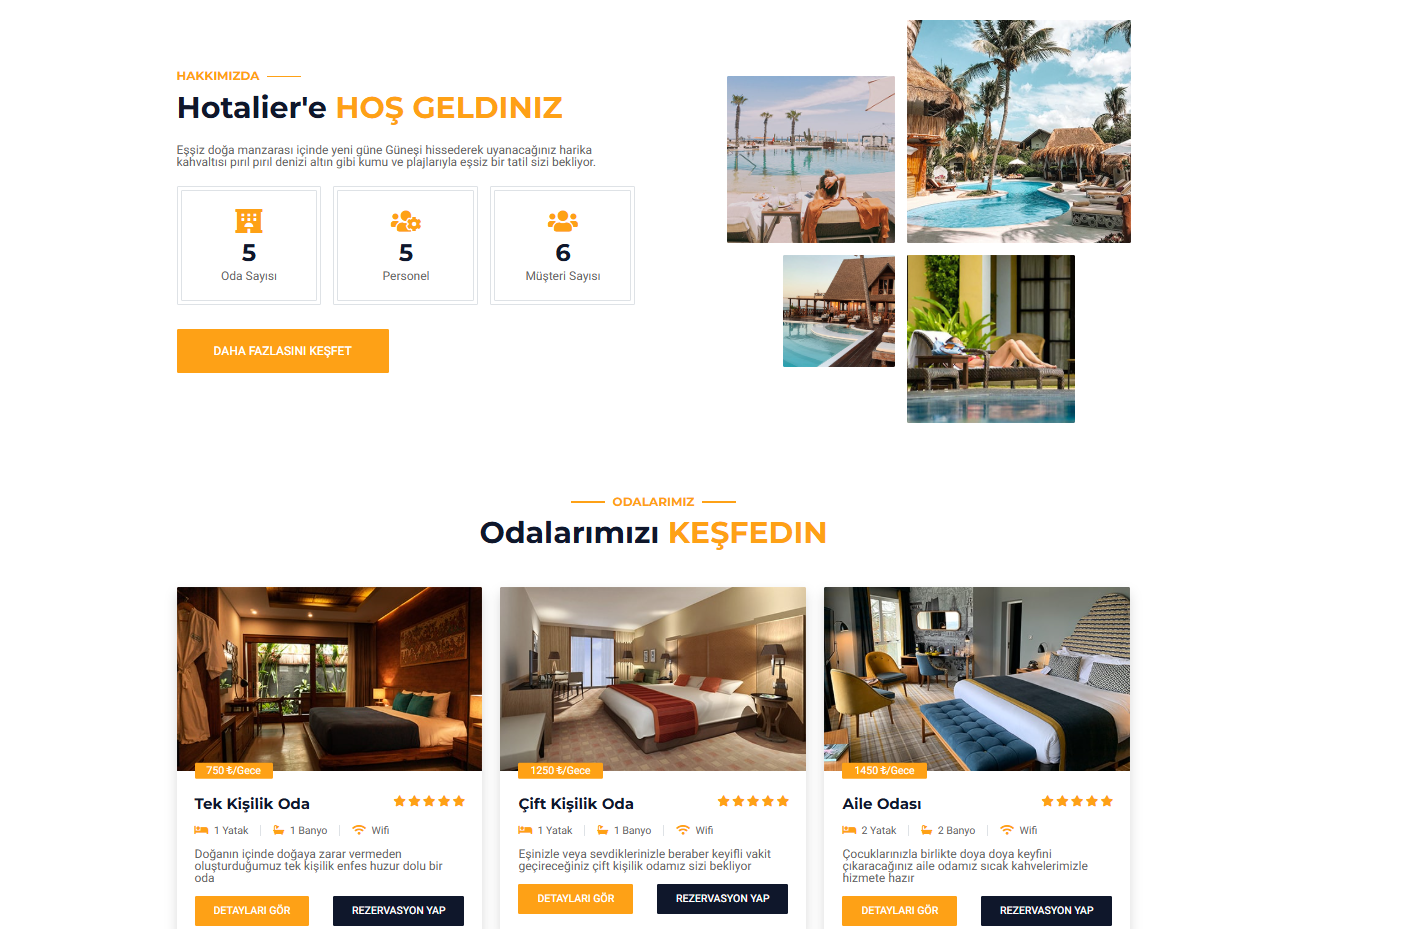 HAKKIMIZDA
Hotalier'e HOŞ GELDINIZ
Eşsiz doğa manzarası içinde yeni güne Güneşi hissederek uyanacağınız harika
kahvaltısı pırıl pırıl denizi altın gibi kumu ve plajlarıyla eşsiz bir tatil sizi bekliyor.
5
Oda Sayısı
5
Personel
6
Müşteri Sayısı
DAHA FAZLASINI KEŞFET
ODALARIMIZ
Odalarımızı KEŞFEDIN
750 ₺/Gece
Tek Kişilik Oda
1 Yatak
1 Banyo
Wifi
Doğanın içinde doğaya zarar vermeden
oluşturduğumuz tek kişilik enfes huzur dolu bir
oda
DETAYLARI GÖR
REZERVASYON YAP
1250 ₺/Gece
Çift Kişilik Oda
1 Yatak
1 Banyo
Wifi
Eşinizle veya sevdiklerinizle beraber keyifli vakit
geçireceğiniz çift kişilik odamız sizi bekliyor
DETAYLARI GÖR
REZERVASYON YAP
1450 ₺/Gece
Aile Odası
2 Yatak
2 Banyo
Wifi
Çocuklarınızla birlikte doya doya keyfini
çıkaracağınız aile odamız sıcak kahvelerimizle
hizmete hazır
DETAYLARI GÖR
REZERVASYON YAP